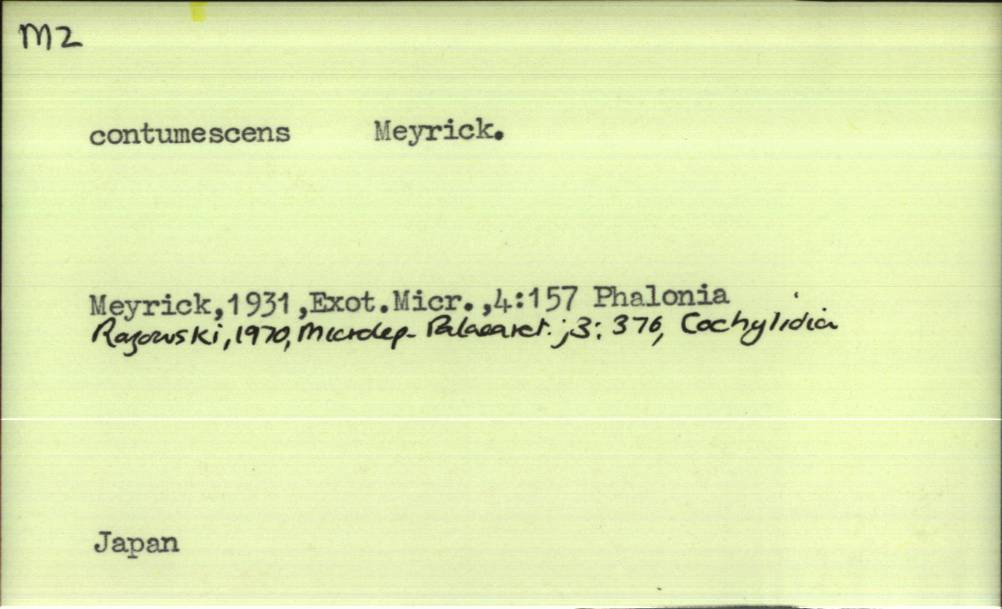 M2
contumescens Meyrick.
Meyrick,1931,Exot.Micr.,4:157 Phalonia
Razowski,1970,Microlep. Palaearct.;3:376, Cochylidia
Japan